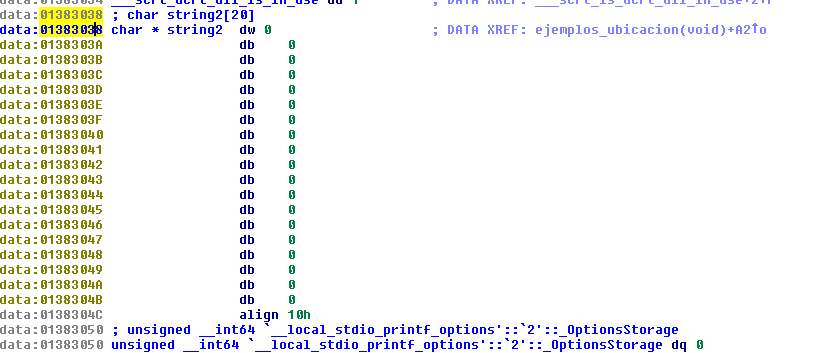 data:01383034 ___scrt_ucrt_dll_is_in_use dd 1 ; DATA XREF: ___scrt_is_ucrt_dll_in_use+2↑r
data:01383038 ; char string2[20]
data:01383038 char * string2 dw 0 ; DATA XREF: ejemplos_ubicacion(void)+A2↑o
data:0138303A db 0
data:0138303B db 0
data:0138303C db 0
data:0138303D db 0
data:0138303E db 0
data:0138303F db 0
data:01383040 db 0
data:01383041 db 0
data:01383042 db 0
data:01383043 db 0
data:01383044 db 0
data:01383045 db 0
data:01383046 db 0
data:01383047 db 0
data:01383048 db 0
data:01383049 db 0
data:0138304A db 0
data:0138304B db 0
data:0138304C align 10h
data:01383050 ; unsigned __int64 `__local_stdio_printf_options'::`2'::_OptionsStorage
data:01383050 unsigned __int64 `__local_stdio_printf_options'::`2'::_OptionsStorage dq 0